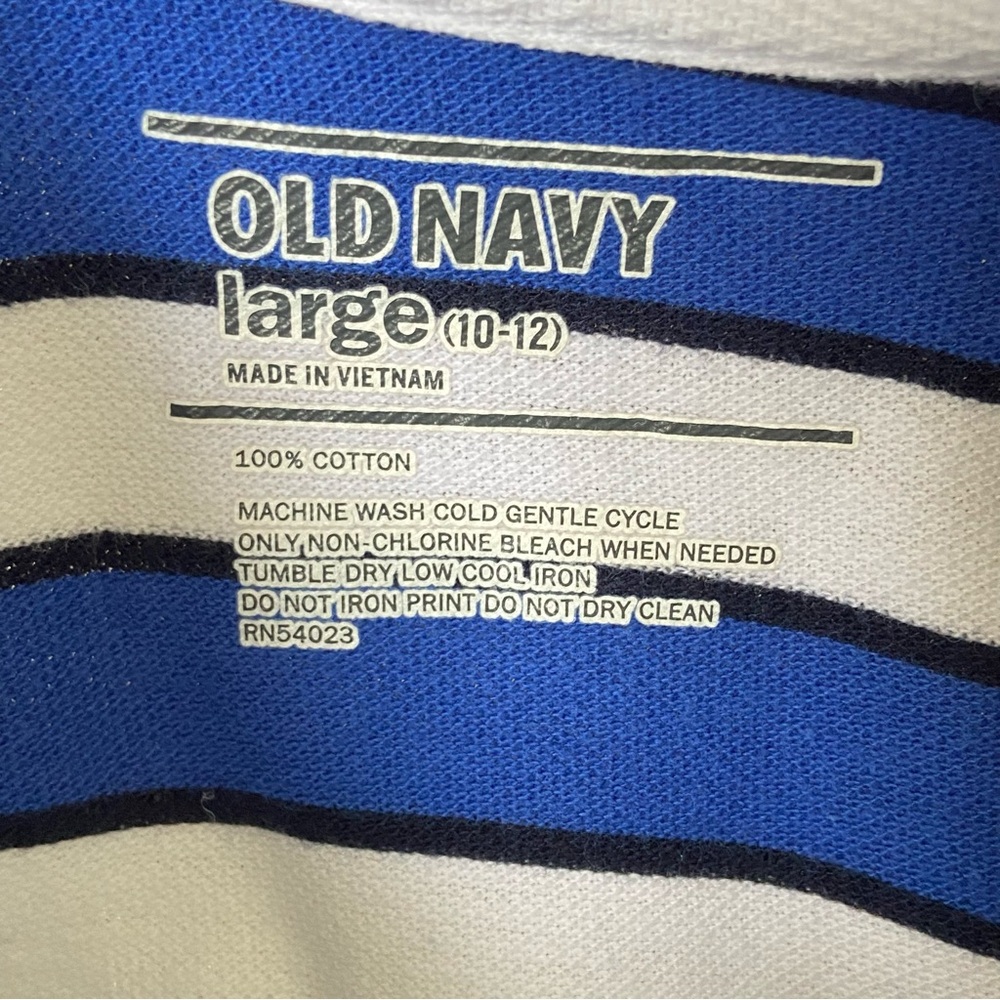 OLD NAVY
large (10-12)
MADE IN VIETNAM
100% COTTON
MACHINE WASH COLD GENTLE CYCLE
ONLY NON-CHLORINE BLEACH WHEN NEEDED
TUMBLE DRY LOW COOL IRON
DO NOT IRON PRINT DO NOT DRY CLEAN
RN54023